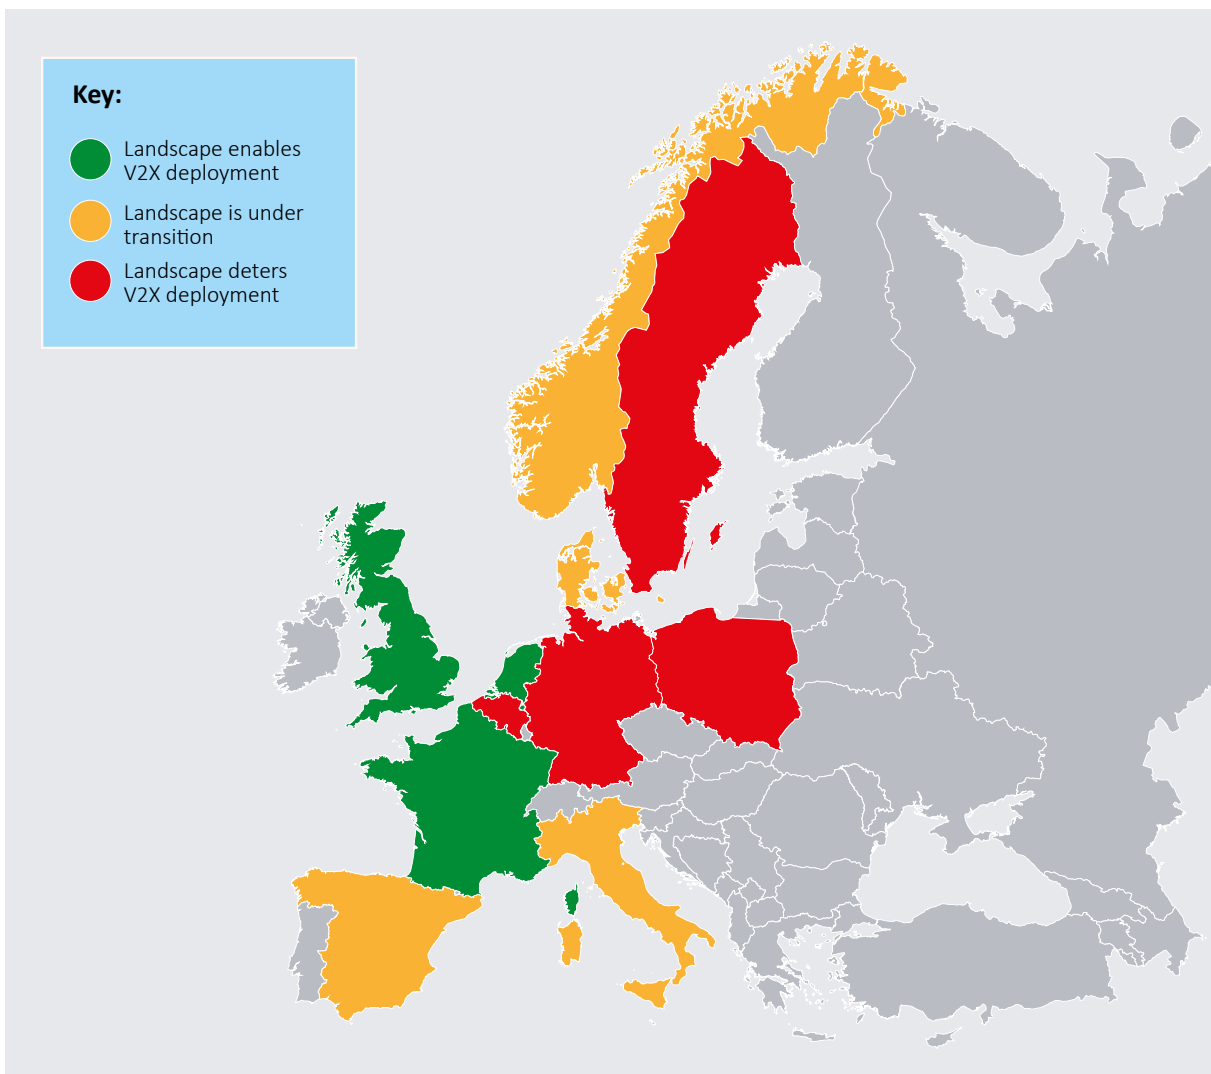 Key:
Landscape enables
V2X deployment
Landscape is under
transition
Landscape deters
V2X deployment